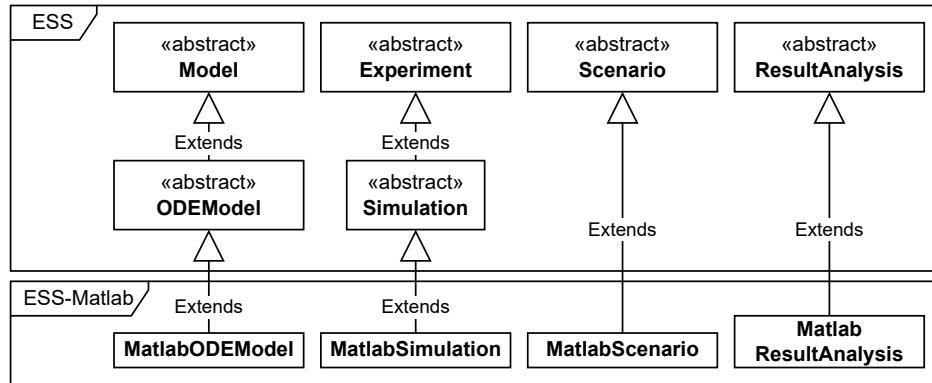 ESS
«abstract»
Model
«abstract»
Experiment
«abstract»
Scenario
«abstract»
ResultAnalysis
Extends
Extends
«abstract»
ODEModel
«abstract»
Simulation
Extends
Extends
ESS-Matlab
Extends
Extends
MatlabODEModel
MatlabSimulation
MatlabScenario
Matlab
ResultAnalysis